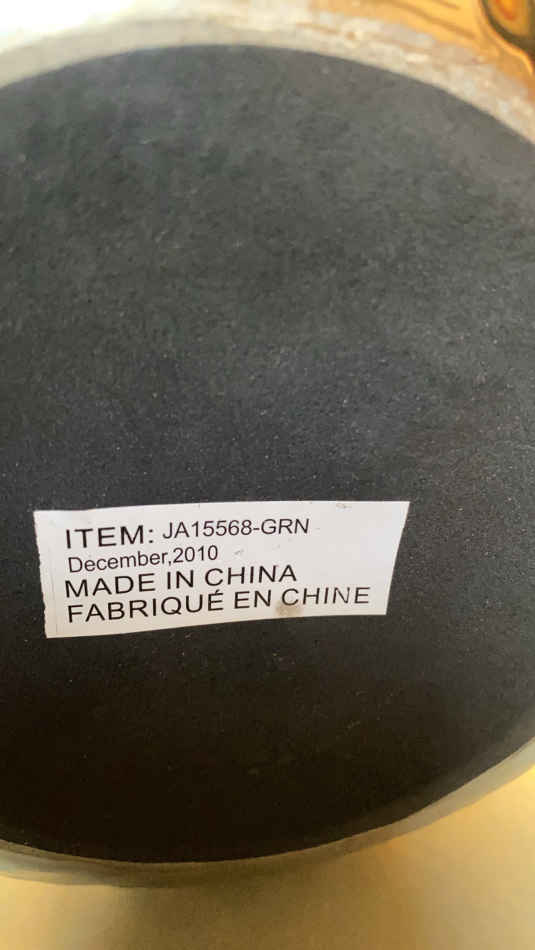 ITEM: JA15568-GRN
December,2010
MADE IN CHINA
FABRIQUÉ EN CHINE